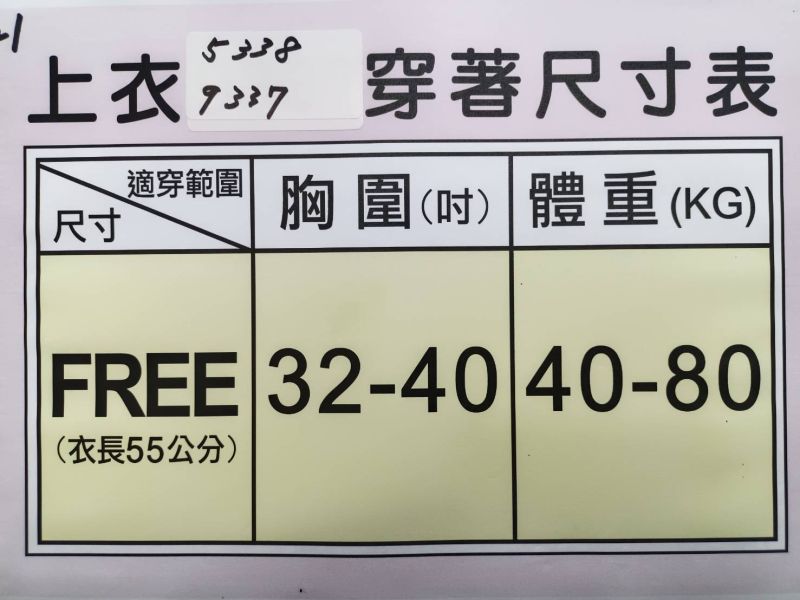 上衣 5338 穿著尺寸表
9337
適穿範圍
尺寸
胸圍(吋)
體重(KG)
FREE
(衣長55公分)
32-40
40-80